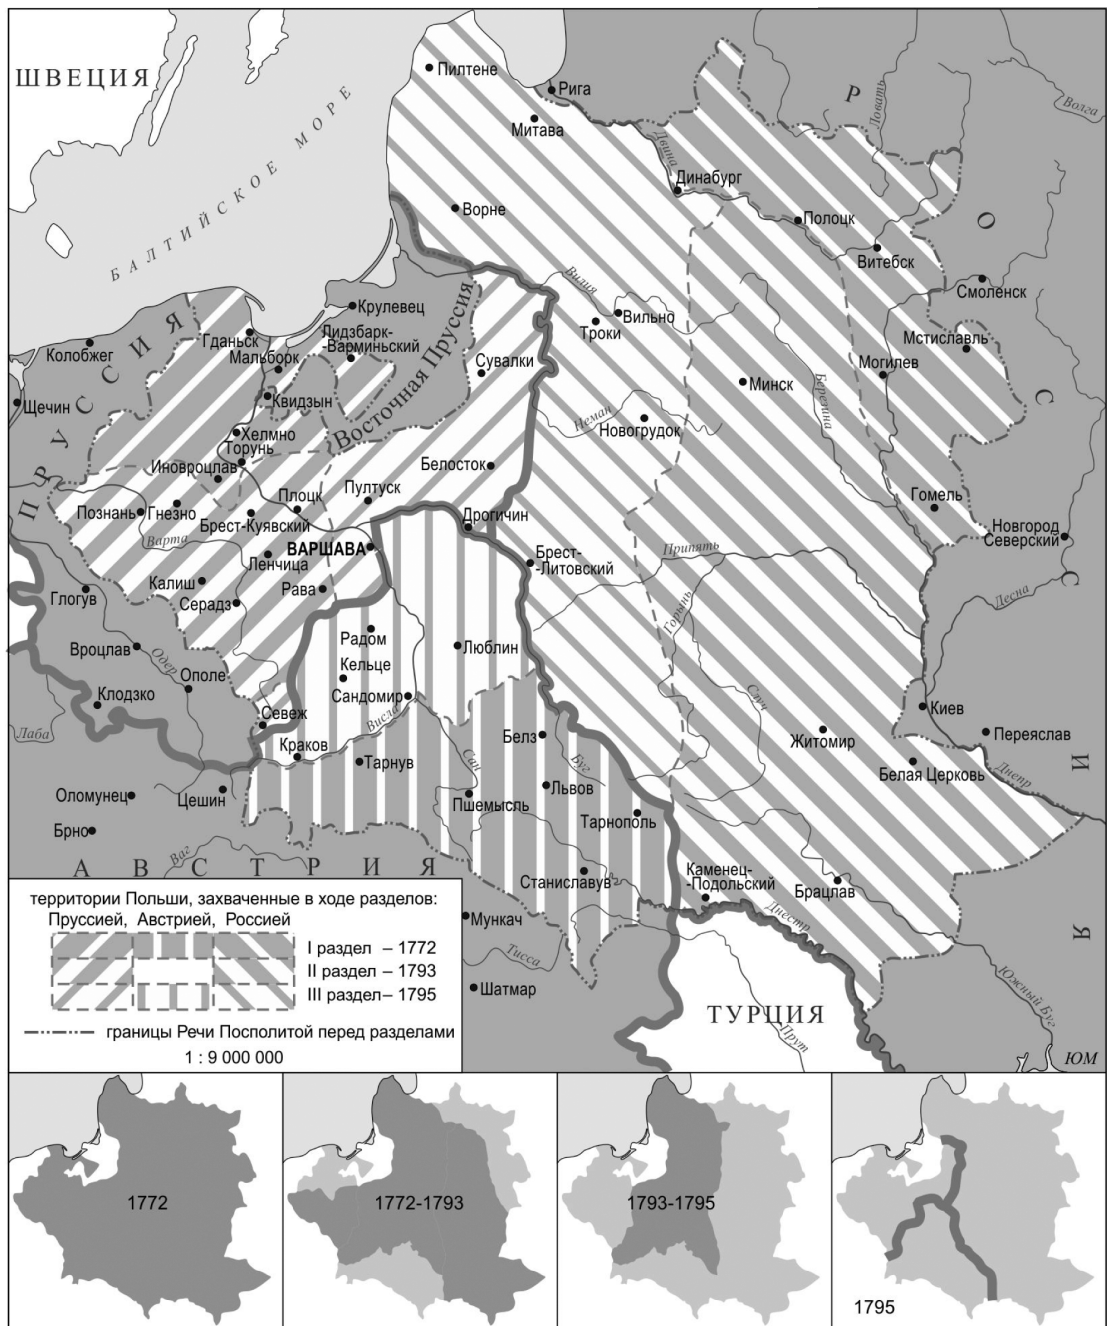 ШВЕЦИЯ
БАЛТИЙСКОЕ МОРЕ
Пилтене
Рига
Митава
Двина
Динабург
Ловать
Волга
РОССИЯ
Ворне
Полоцк
Витебск
Смоленск
Вилия
Вильно
Троки
Мстиславль
Могилев
Минск
Березина
Крулевец
Гданьск
Лидзбарк-
-Варминьский
Мальборк
Восточная Пруссия
Сувалки
Колобжег
ПРУССИЯ
Щечин
Квидзын
Хелмно
Торунь
Неман
Новогрудок
Иновроцлав
Белосток
Познань
Гнезно
Брест-Куявский
Плоцк
Пултуск
Дрогичин
Гомель
Новгород
Северский
Варта
ВАРШАВА
Ленчица
Брест-
-Литовский
Припять
Калиш
Серадз
Рава
Глогув
Горынь
Десна
Вроцлав
Одер
Радом
Кельце
Люблин
Ополе
Клодзко
Сандомир
Случ
Севеж
Висла
Киев
Лаба
Краков
Тарнув
Белз
Буг
Житомир
Переяслав
Белая Церковь
Днепр
Сан
Оломунец
Цешин
Пшемысль
Львов
Тарнополь
Брно
Ваг
АВСТРИЯ
Станиславув
Каменец-
-Подольский
Брацлав
Днестр
Мункач
Тисса
Шатмар
ТУРЦИЯ
Прут
Южный Буг
ЮМ
территории Польши, захваченные в ходе разделов:
Пруссией, Австрией, Россией
I раздел – 1772
II раздел – 1793
III раздел – 1795
границы Речи Посполитой перед разделами
1 : 9 000 000
1772
1772-1793
1793-1795
1795